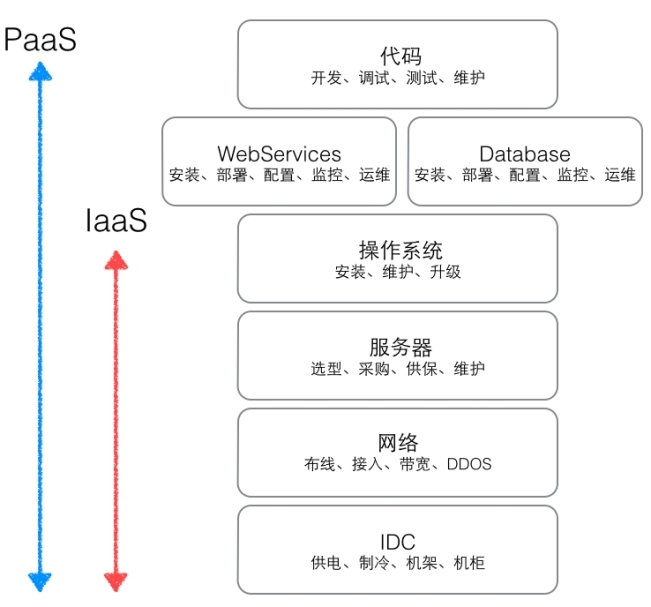 PaaS
代码
开发、调试、测试、维护
WebServices
安装、部署、配置、监控、运维
Database
安装、部署、配置、监控、运维
IaaS
操作系统
安装、维护、升级
服务器
选型、采购、供保、维护
网络
布线、接入、带宽、DDOS
IDC
供电、制冷、机架、机柜